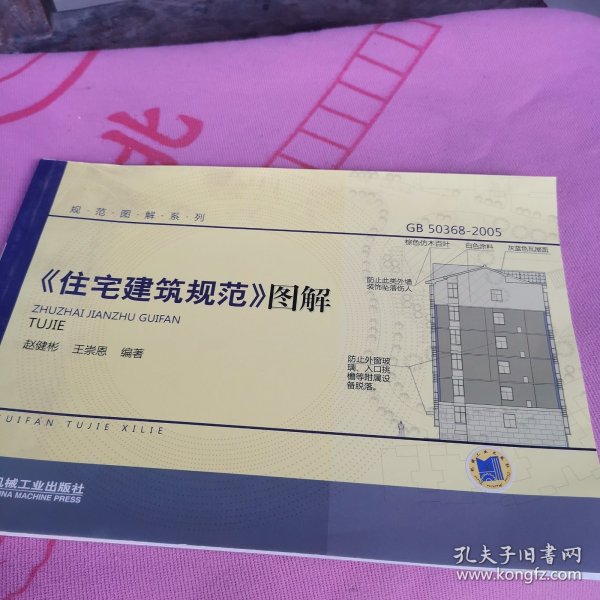 规·范·图·解·系·列
GB 50368-2005
棕色仿木百叶 白色涂料 灰蓝色瓦屋面
防止此类外墙
装饰坠落伤人
《住宅建筑规范》图解
ZHUZHAI JIANZHU GUIFAN
TUJIE
赵健彬 王崇恩 编著
防止外窗玻
璃、入口挑
檐等附属设
备脱落。
UIFAN TUJIE XILIE
机械工业出版社
INA MACHINE PRESS
孔夫子旧書网
www.kongfz.com